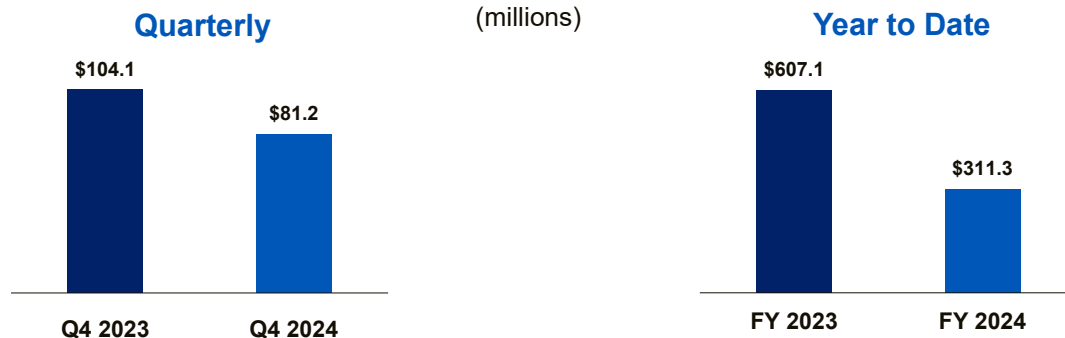 (millions)
Quarterly
$104.1
$81.2
Q4 2023
Q4 2024
Year to Date
$607.1
$311.3
FY 2023
FY 2024